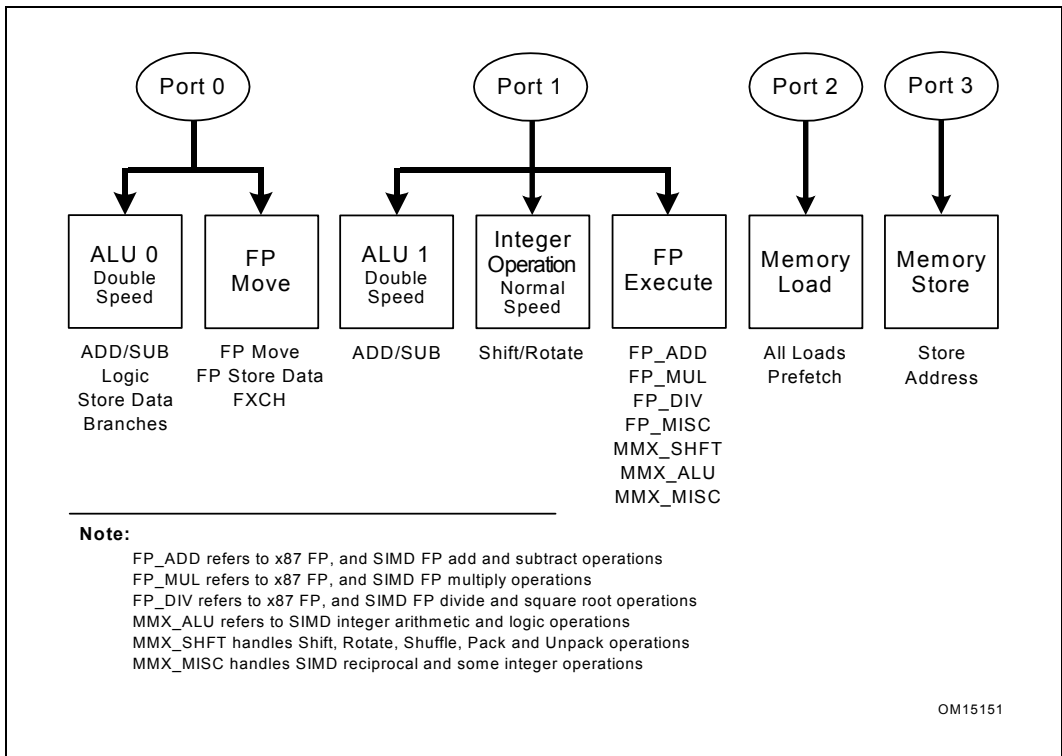 Port 0
Port 1
Port 2
Port 3
ALU 0
Double
Speed
FP
Move
ALU 1
Double
Speed
Integer
Operation
Normal
Speed
FP
Execute
Memory
Load
Memory
Store
ADD/SUB
Logic
Store Data
Branches
FP Move
FP Store Data
FXCH
ADD/SUB
Shift/Rotate
FP_ADD
FP_MUL
FP_DIV
FP_MISC
MMX_SHFT
MMX_ALU
MMX_MISC
All Loads
Prefetch
Store
Address
Note:
FP_ADD refers to x87 FP, and SIMD FP add and subtract operations
FP_MUL refers to x87 FP, and SIMD FP multiply operations
FP_DIV refers to x87 FP, and SIMD FP divide and square root operations
MMX_ALU refers to SIMD integer arithmetic and logic operations
MMX_SHFT handles Shift, Rotate, Shuffle, Pack and Unpack operations
MMX_MISC handles SIMD reciprocal and some integer operations
OM15151